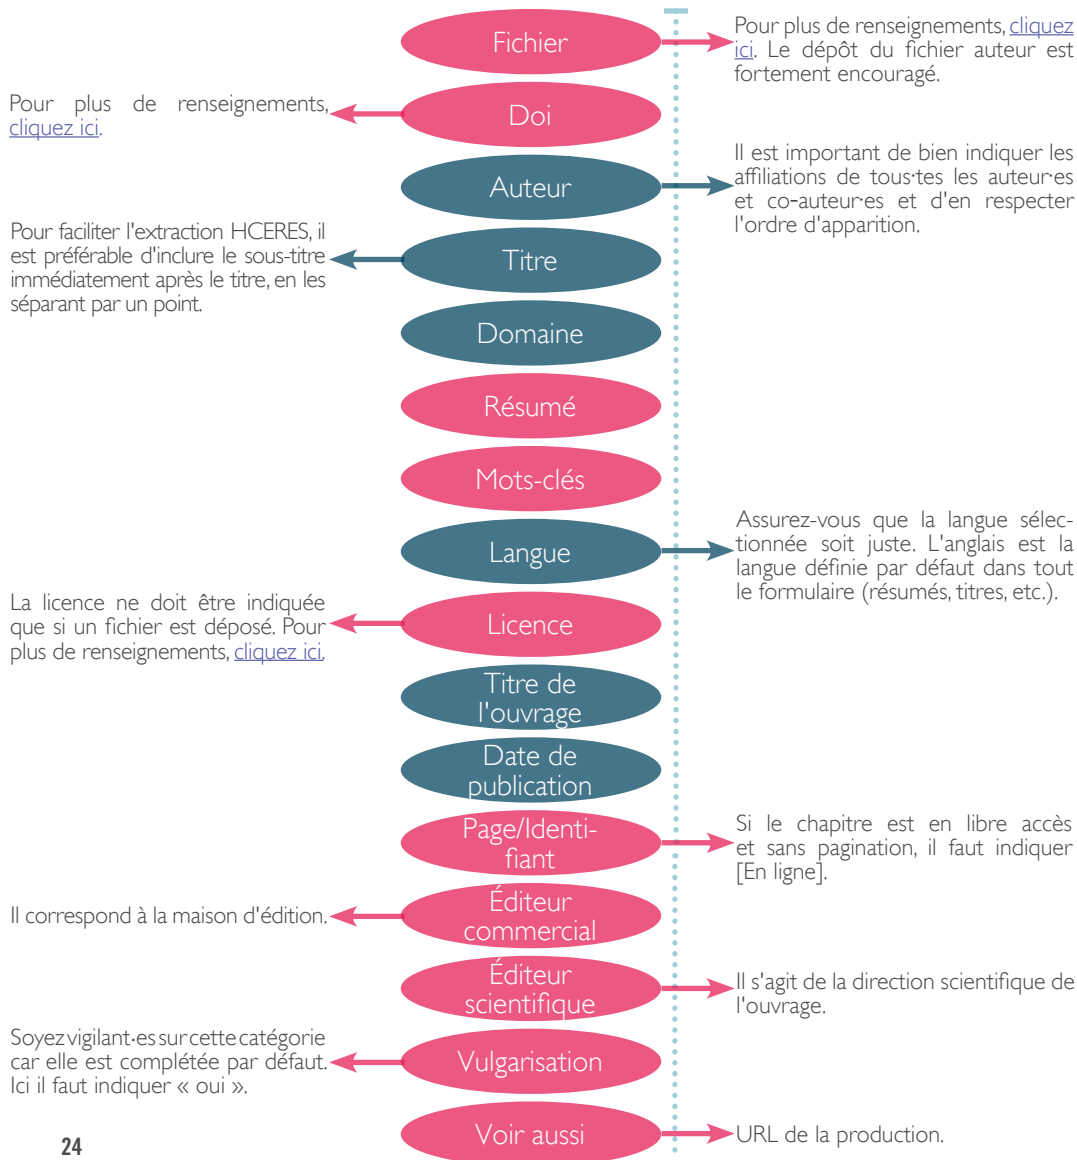 Fichier
Pour plus de renseignements, cliquez
ici. Le dépôt du fichier auteur est
fortement encouragé.
Pour plus de renseignements,
cliquez ici.
Doi
Auteur
Il est important de bien indiquer les
affiliations de tous·tes les auteur·es
et co-auteur·es et d'en respecter
l'ordre d'apparition.
Pour faciliter l'extraction HCERES, il
est préférable d'inclure le sous-titre
immédiatement après le titre, en les
séparant par un point.
Titre
Domaine
Résumé
Mots-clés
Langue
Assurez-vous que la langue sélec-
tionnée soit juste. L'anglais est la
langue définie par défaut dans tout
le formulaire (résumés, titres, etc.).
La licence ne doit être indiquée
que si un fichier est déposé. Pour
plus de renseignements, cliquez ici.
Licence
Titre de
l'ouvrage
Date de
publication
Page/Identi-
fiant
Si le chapitre est en libre accès
et sans pagination, il faut indiquer
[En ligne].
Il correspond à la maison d'édition.
Éditeur
commercial
Éditeur
scientifique
Il s'agit de la direction scientifique de
l'ouvrage.
Soyez vigilant·es sur cette catégorie
car elle est complétée par défaut.
Ici il faut indiquer « oui ».
Vulgarisation
Voir aussi
URL de la production.
24